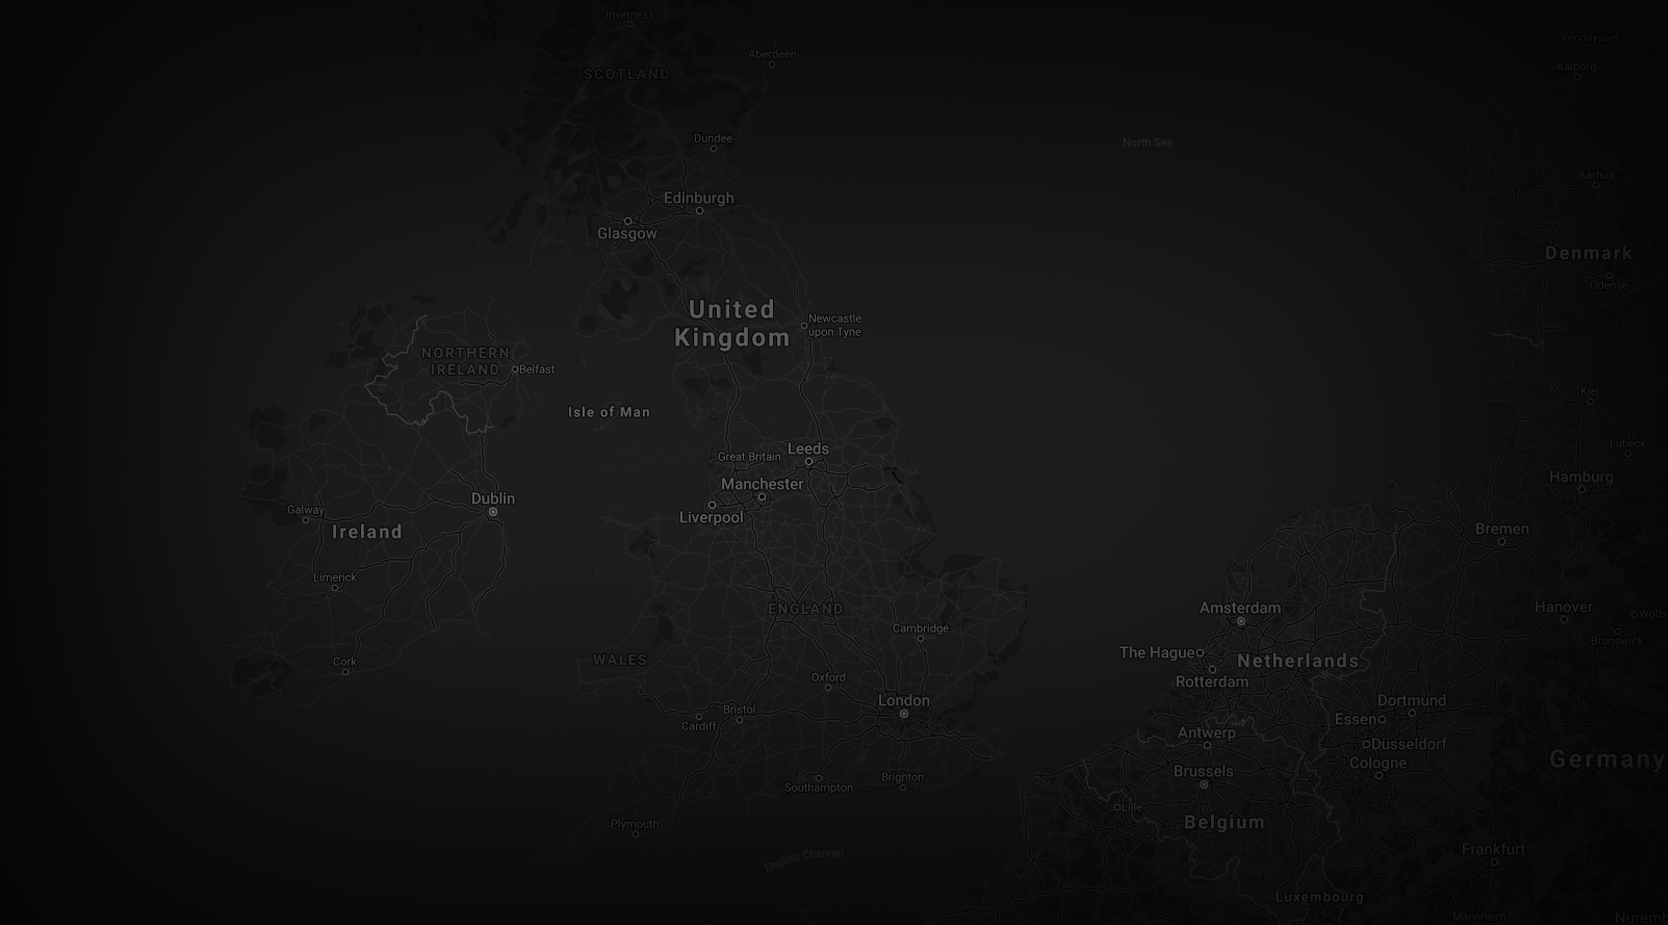 Inverness
Aberdeen
SCOTLAND
Dundee
Edinburgh
Glasgow
North Sea
Vendsyssel
Aalborg
Aarhus
Denmark
Odense
United
Kingdom
Newcastle
upon Tyne
NORTHERN
IRELAND
Belfast
Isle of Man
Kiel
Lübeck
Hamburg
Bremen
Great Britain
Leeds
Manchester
Liverpool
Dublin
Galway
Ireland
Limerick
Cork
ENGLAND
Cambridge
WALES
Oxford
London
Bristol
Cardiff
Southampton
Brighton
Plymouth
English Channel
Amsterdam
The Hague
Netherlands
Rotterdam
Hanover
Wolfs
Brunswick
Dortmund
Essen
Düsseldorf
Cologne
Germany
Antwerp
Brussels
Lille
Belgium
Frankfurt
Luxembourg
Mannheim
Nuremb